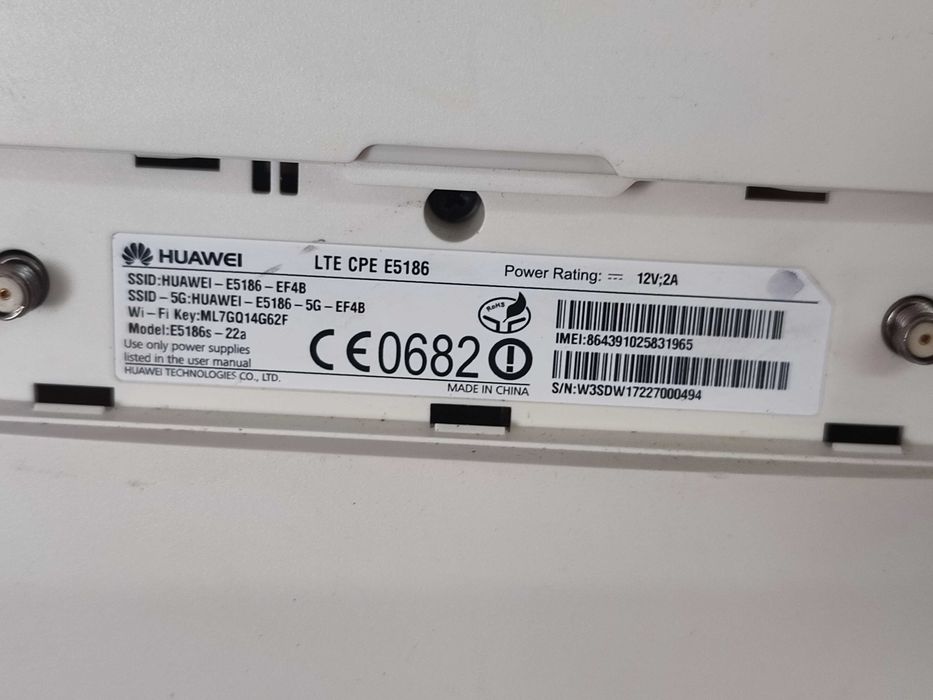 HUAWEI LTE CPE E5186 Power Rating: ⎓ 12V;2A
SSID:HUAWEI-E5186-EF4B
SSID-5G:HUAWEI-E5186-5G-EF4B
Wi-Fi Key:ML7GQ14G62F
Model:E5186s-22a
Use only power supplies
listed in the user manual
HUAWEI TECHNOLOGIES CO., LTD.
CE0682
RoHS
MADE IN CHINA
IMEI:864391025831965
S/N:W3SDW17227000494